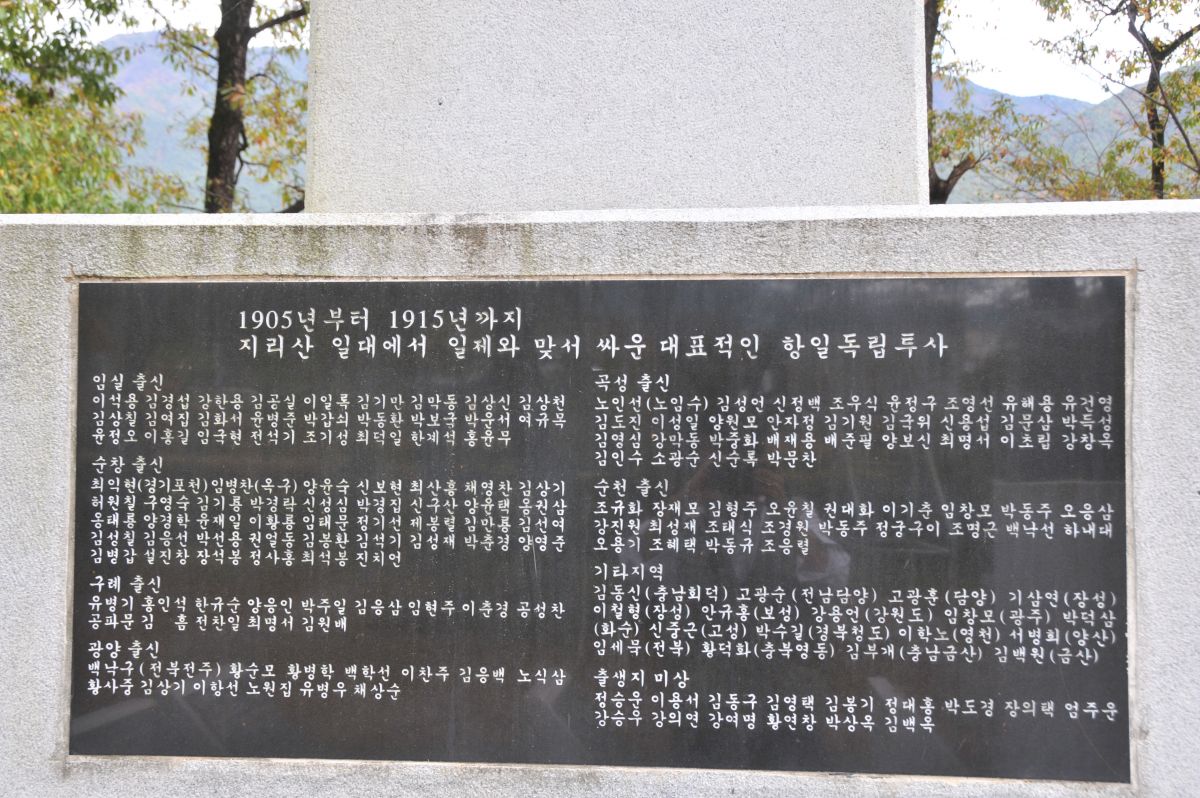 1905년부터 1915년까지
지리산 일대에서 일제와 맞서 싸운 대표적인 항일독립투사
임실 출신
이석용 김경섭 강학용 김공실 이일록 김기만 김막동 김상신 김상천
김상칠 김여집 김화서 윤병준 박갑쇠 박동환 박보국 박운서 여규목
윤정오 이홍길 임국현 전석기 조기성 최덕일 한계석 홍윤무
순창 출신
최익현(경기포천) 임병찬(옥구) 양윤숙 신보현 최산흥 채영찬 김상기
허원칠 구영숙 김기룡 박경락 신성심 박경집 신구산 양윤택 옹권삼
옹태룡 양경학 윤재일 이황룡 임태문 정기선 제봉렬 김만룡 김선여
김성칠 김응선 박선용 권일동 김봉환 김석기 김성재 박춘경 양영준
김병갑 설진창 장석봉 정사홍 최석봉 진치언
구례 출신
유병기 홍인석 한규순 양응인 박주일 김응삼 임현주 이춘경 공성찬
공파문 김 흠 전찬일 최명서 김원배
광양 출신
백낙구(전북전주) 황순모 황병학 백학선 이찬주 김응백 노식삼
황사중 김상기 이항선 노원집 유병우 채상순
곡성 출신
노인선(노임수) 김성언 신정백 조우식 윤정구 조영선 유해용 유건영
김도진 이성일 양원모 안자정 김기원 김국위 신용섭 김문삼 박득성
김영심 강막동 박중화 배재용 배준필 양보신 최명서 이초립 강창옥
김인수 소광순 신순록 박문찬
순천 출신
조규화 장재모 김형주 오윤칠 권대화 이기춘 임창모 박동주 오응삼
강진원 최성재 조태식 조경원 박동주 정궁구이 조명근 백낙선 하내대
오용기 조혜택 박동규 조응렬
기타지역
김동신(충남회덕) 고광순(전남담양) 고광훈(담양) 기삼연(장성)
이철형(장성) 안규홍(보성) 강용언(강원도) 임창모(광주) 박덕삼
(화순) 신중근(고성) 박수길(경북청도) 이학노(영천) 서병희(양산)
임세묵(전북) 황덕화(충북영동) 김부개(충남금산) 김백원(금산)
출생지 미상
정승운 이용서 김동구 김영택 김봉기 정대홍 박도경 장의택 엄주운
강승우 강의연 강여명 황연창 박상옥 김백옥